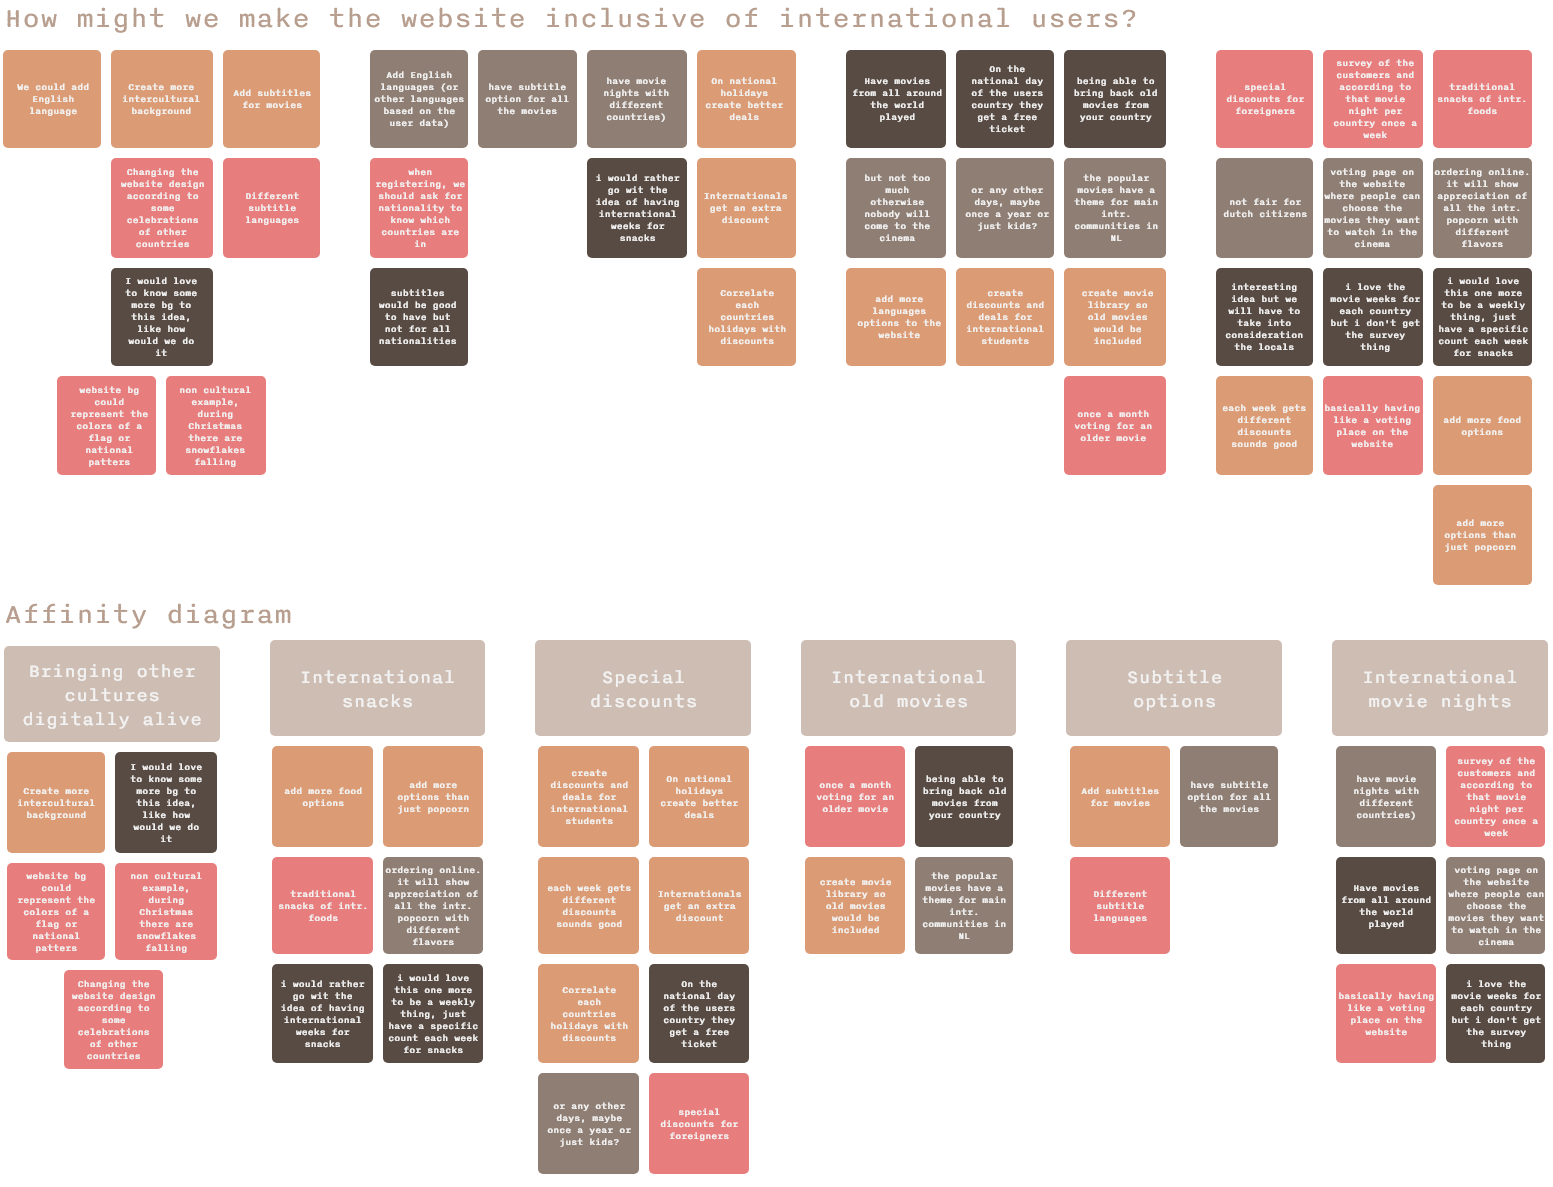 How might we make the website inclusive of international users?
We could add
English
language
Create more
intercultural
background
Add subtitles
for movies
Add English
languages (or
other languages
based on the
user data)
have subtitle
option for all
the movies
have movie
nights with
different
countries)
On national
holidays
create better
deals
Have movies
from all around
the world
played
On the
national day
of the users
country they
get a free
ticket
being able to
bring back old
movies from
your country
special
discounts for
foreigners
survey of the
customers and
according to
that movie
night per
country once a
week
traditional
snacks of intr.
foods
Changing the
website design
according to
some
celebrations
of other
countries
Different
subtitle
languages
when
registering, we
should ask for
nationality to
know which
countries are
in
i would rather
go wit the
idea of having
international
weeks for
snacks
Internationals
get an extra
discount
but not too
much
otherwise
nobody will
come to the
cinema
or any other
days, maybe
once a year or
just kids?
the popular
movies have a
theme for main
intr.
communities in
NL
not fair for
dutch citizens
voting page on
the website
where people can
choose the
movies they want
to watch in the
cinema
ordering online.
it will show
appreciation of
all the intr.
popcorn with
different
flavors
I would love
to know some
more bg to
this idea,
like how
would we do
it
subtitles
would be good
to have but
not for all
nationalities
Correlate
each
countries
holidays with
discounts
add more
languages
options to the
website
create
discounts and
deals for
international
students
create movie
library so
old movies
would be
included
interesting
idea but we
will have to
take into
consideration
the locals
i love the
movie weeks for
each country
but i don't get
the survey
thing
i would love
this one more
to be a weekly
thing, just
have a specific
count each week
for snacks
website bg
could
represent the
colors of a
flag or
national
patters
non cultural
example,
during
Christmas
there are
snowflakes
falling
once a month
voting for an
older movie
each week gets
different
discounts
sounds good
basically having
like a voting
place on the
website
add more food
options
add more
options than
just popcorn
Affinity diagram
Bringing other
cultures
digitally alive
International
snacks
Special
discounts
International
old movies
Subtitle
options
International
movie nights
Create more
intercultural
background
I would love
to know some
more bg to
this idea,
like how
would we do
it
add more food
options
add more
options than
just popcorn
create
discounts and
deals for
international
students
On national
holidays
create better
deals
once a month
voting for an
older movie
being able to
bring back old
movies from
your country
Add subtitles
for movies
have subtitle
option for all
the movies
have movie
nights with
different
countries)
survey of the
customers and
according to
that movie
night per
country once a
week
website bg
could
represent the
colors of a
flag or
national
patters
non cultural
example,
during
Christmas
there are
snowflakes
falling
traditional
snacks of intr.
foods
ordering online.
it will show
appreciation of
all the intr.
popcorn with
different
flavors
each week gets
different
discounts
sounds good
Internationals
get an extra
discount
create movie
library so
old movies
would be
included
the popular
movies have a
theme for main
intr.
communities in
NL
Different
subtitle
languages
Have movies
from all around
the world
played
voting page on
the website
where people can
choose the
movies they want
to watch in the
cinema
Changing the
website design
according to
some
celebrations
of other
countries
i would rather
go wit the
idea of having
international
weeks for
snacks
i would love
this one more
to be a weekly
thing, just
have a specific
count each week
for snacks
Correlate
each
countries
holidays with
discounts
On the
national day
of the users
country they
get a free
ticket
basically having
like a voting
place on the
website
i love the
movie weeks for
each country
but i don't get
the survey
thing
or any other
days, maybe
once a year or
just kids?
special
discounts for
foreigners